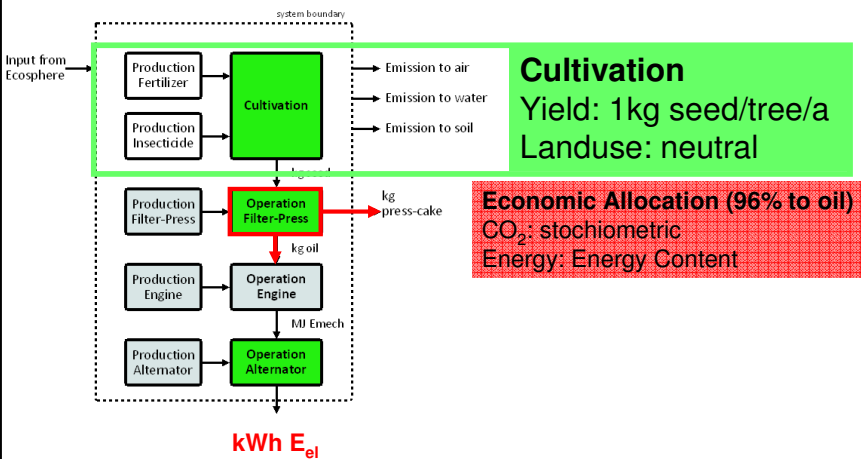 system boundary
Input from
Ecosphere
Production
Fertilizer
Cultivation
Production
Insecticide
Emission to air
Emission to water
Emission to soil
Cultivation
Yield: 1kg seed/tree/a
Landuse: neutral
kg seed
Production
Filter-Press
Operation
Filter-Press
kg
press-cake
Economic Allocation (96% to oil)
CO2: stochiometric
Energy: Energy Content
kg oil
Production
Engine
Operation
Engine
MJ Emech
Production
Alternator
Operation
Alternator
kWh Eel